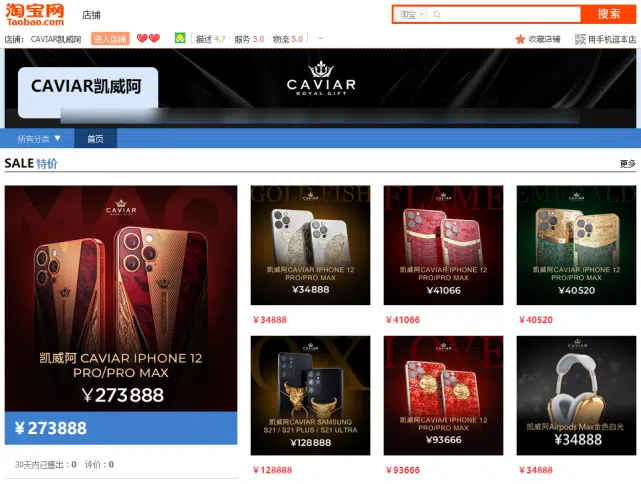 淘宝网
Taobao.com
店铺
淘宝
搜索
店铺: CAVIAR凯威阿
进入店铺
描述 4.7 服务 5.0 物流 5.0
收藏店铺
用手机逛本店
CAVIAR凯威阿
CAVIAR
ROYAL GIFT
所有分类
首页
SALE 特价
更多
MAO
CAVIAR
凯威阿 CAVIAR IPHONE 12
PRO/PRO MAX
￥273888
￥273888
30天内已售出：0 评价：0
GOLD FISH
CAVIAR
凯威阿CAVIAR IPHONE 12
PRO/PRO MAX
￥34888
￥34888
FLAME
CAVIAR
凯威阿CAVIAR IPHONE 12
PRO/PRO MAX
￥41066
￥41066
EMERALD
CAVIAR
凯威阿CAVIAR IPHONE 12
PRO/PRO MAX
￥40520
￥40520
OX
CAVIAR
凯威阿CAVIAR SAMSUNG
S21 / S21 PLUS / S21 ULTRA
￥128888
￥128888
LOVE
CAVIAR
凯威阿CAVIAR IPHONE 12
PRO/PRO MAX
￥93666
￥93666
CAVIAR
凯威阿Airpods Max金色白光
￥34888
￥34888